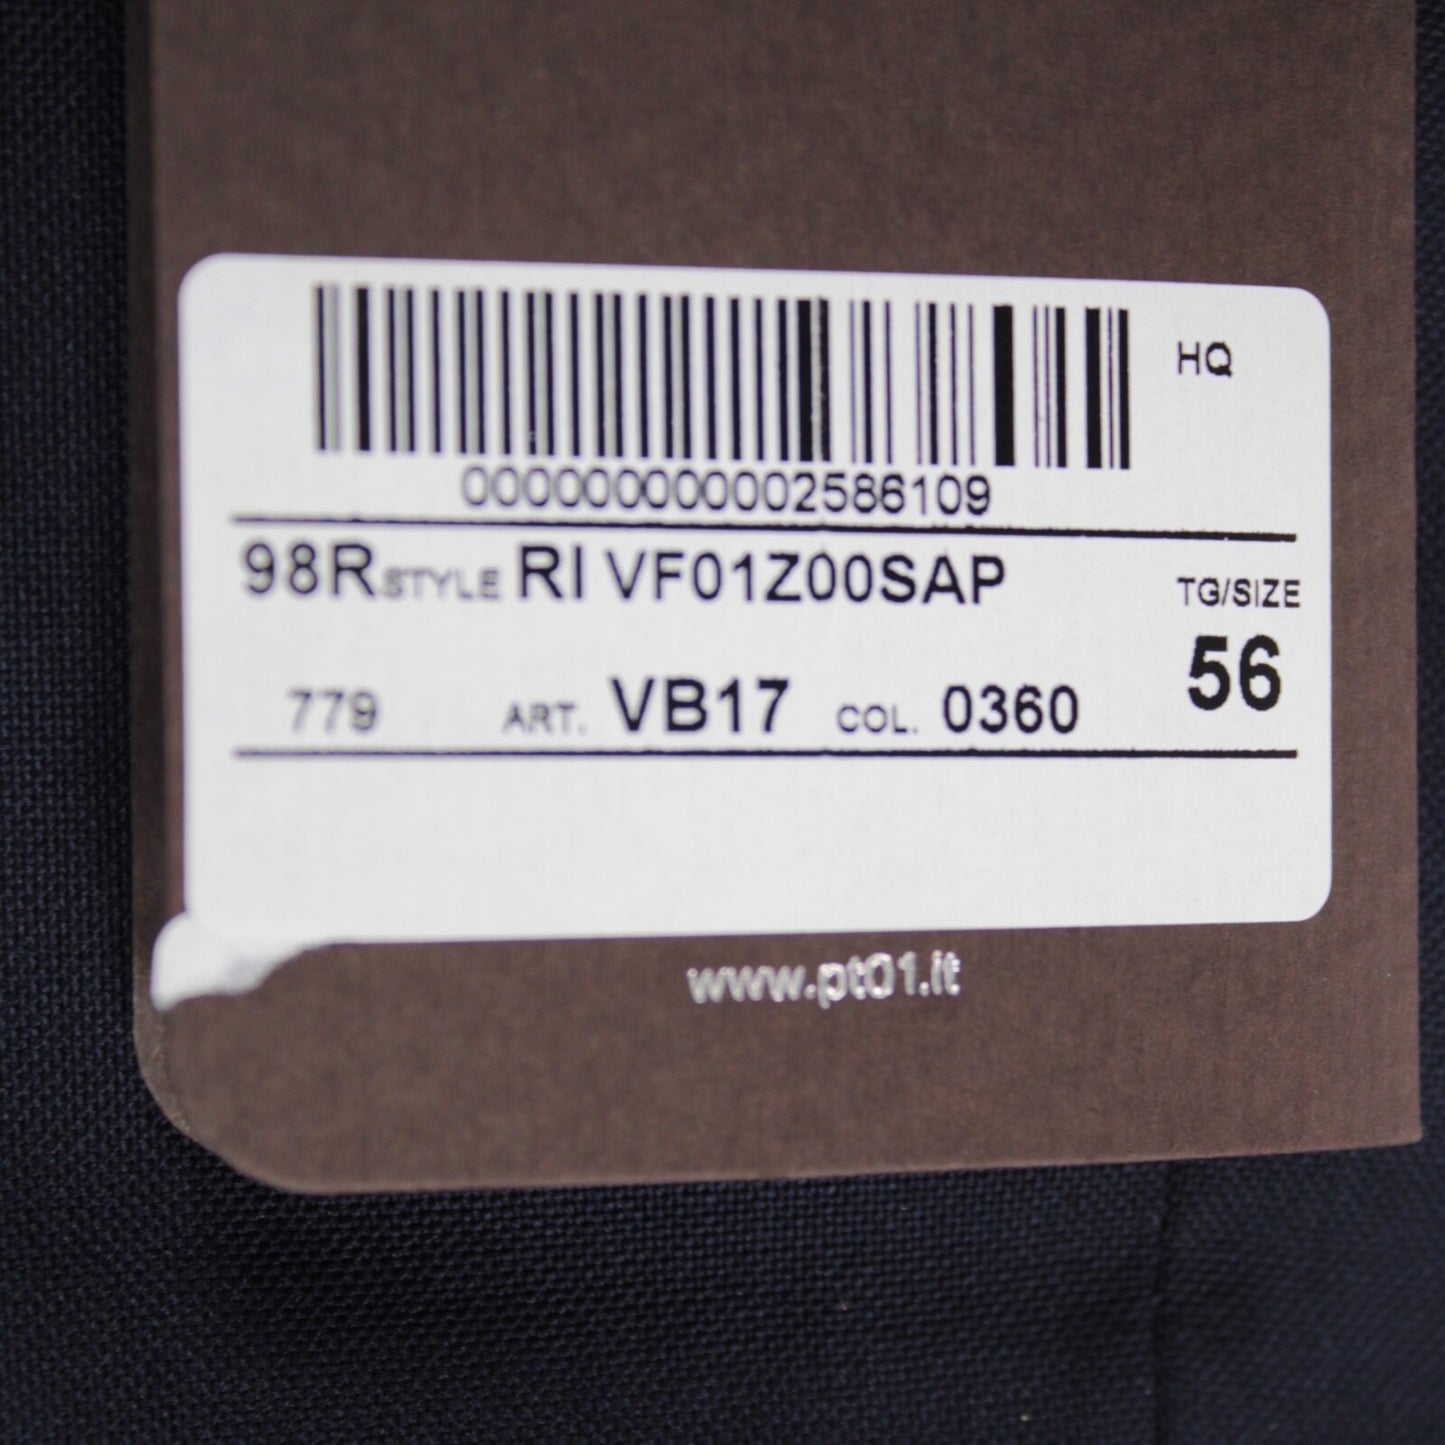 HQ
000000000002586109
98R STYLE RI VF01Z00SAP
TG/SIZE
56
779 ART. VB17 COL. 0360
www.pt01.it